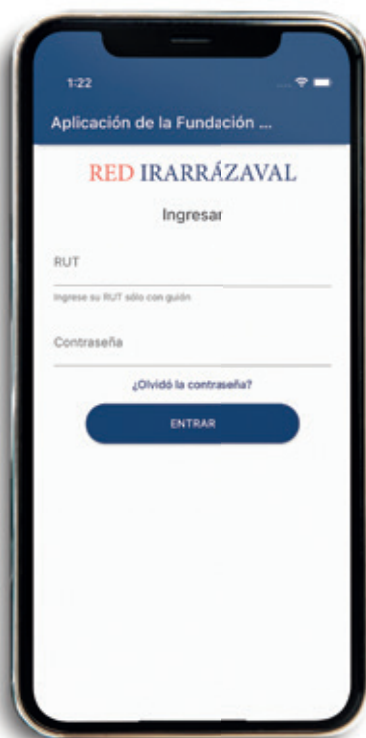 1:22
Aplicación de la Fundación ...
RED IRARRÁZAVAL
Ingresar
RUT
Ingrese su RUT sólo con guión
Contraseña
¿Olvidó la contraseña?
ENTRAR